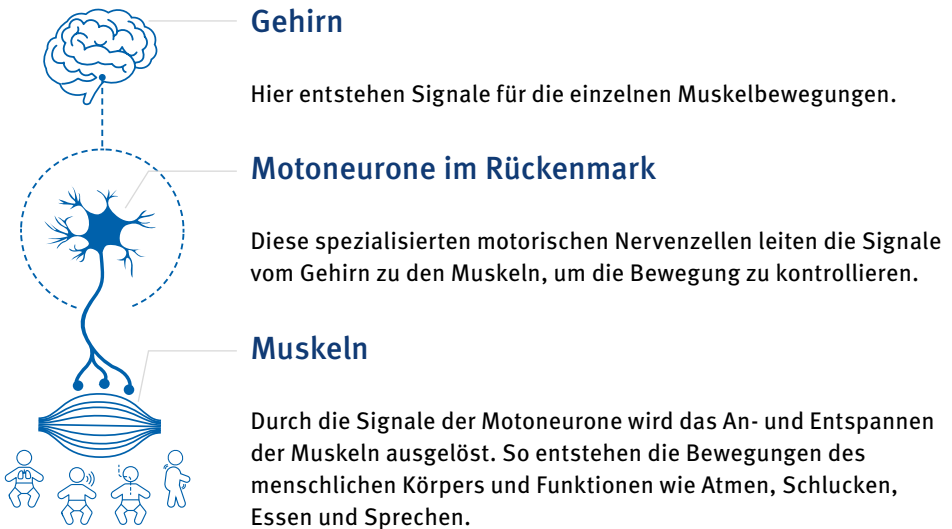 Gehirn
Hier entstehen Signale für die einzelnen Muskelbewegungen.
Motoneurone im Rückenmark
Diese spezialisierten motorischen Nervenzellen leiten die Signale
vom Gehirn zu den Muskeln, um die Bewegung zu kontrollieren.
Muskeln
Durch die Signale der Motoneurone wird das An- und Entspannen
der Muskeln ausgelöst. So entstehen die Bewegungen des
menschlichen Körpers und Funktionen wie Atmen, Schlucken,
Essen und Sprechen.